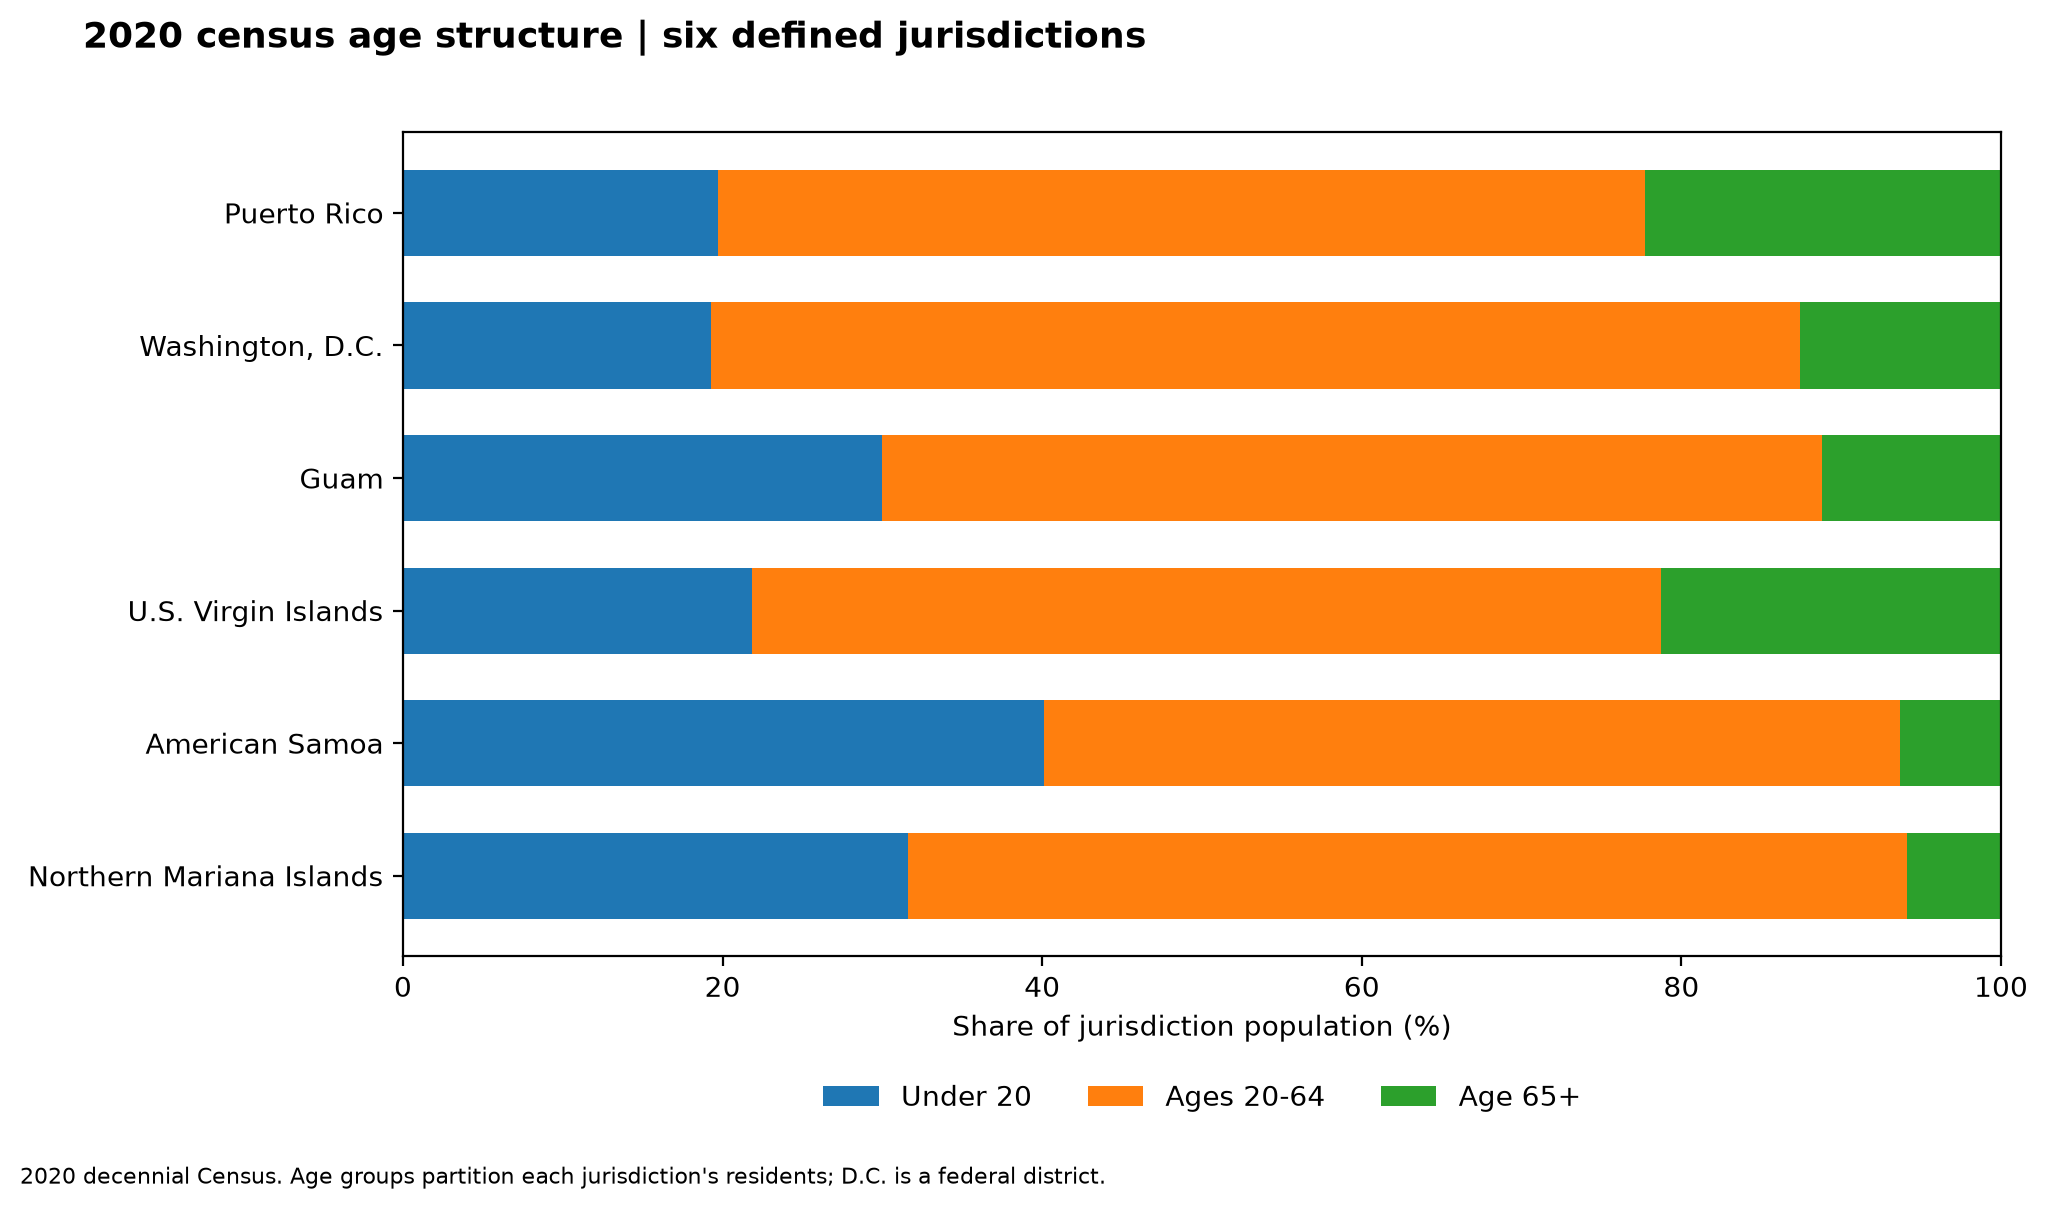 2020 census age structure | six defined jurisdictions
Puerto Rico
Washington, D.C.
Guam
U.S. Virgin Islands
American Samoa
Northern Mariana Islands
0 20 40 60 80 100
Share of jurisdiction population (%)
Under 20 Ages 20-64 Age 65+
2020 decennial Census. Age groups partition each jurisdiction's residents; D.C. is a federal district.